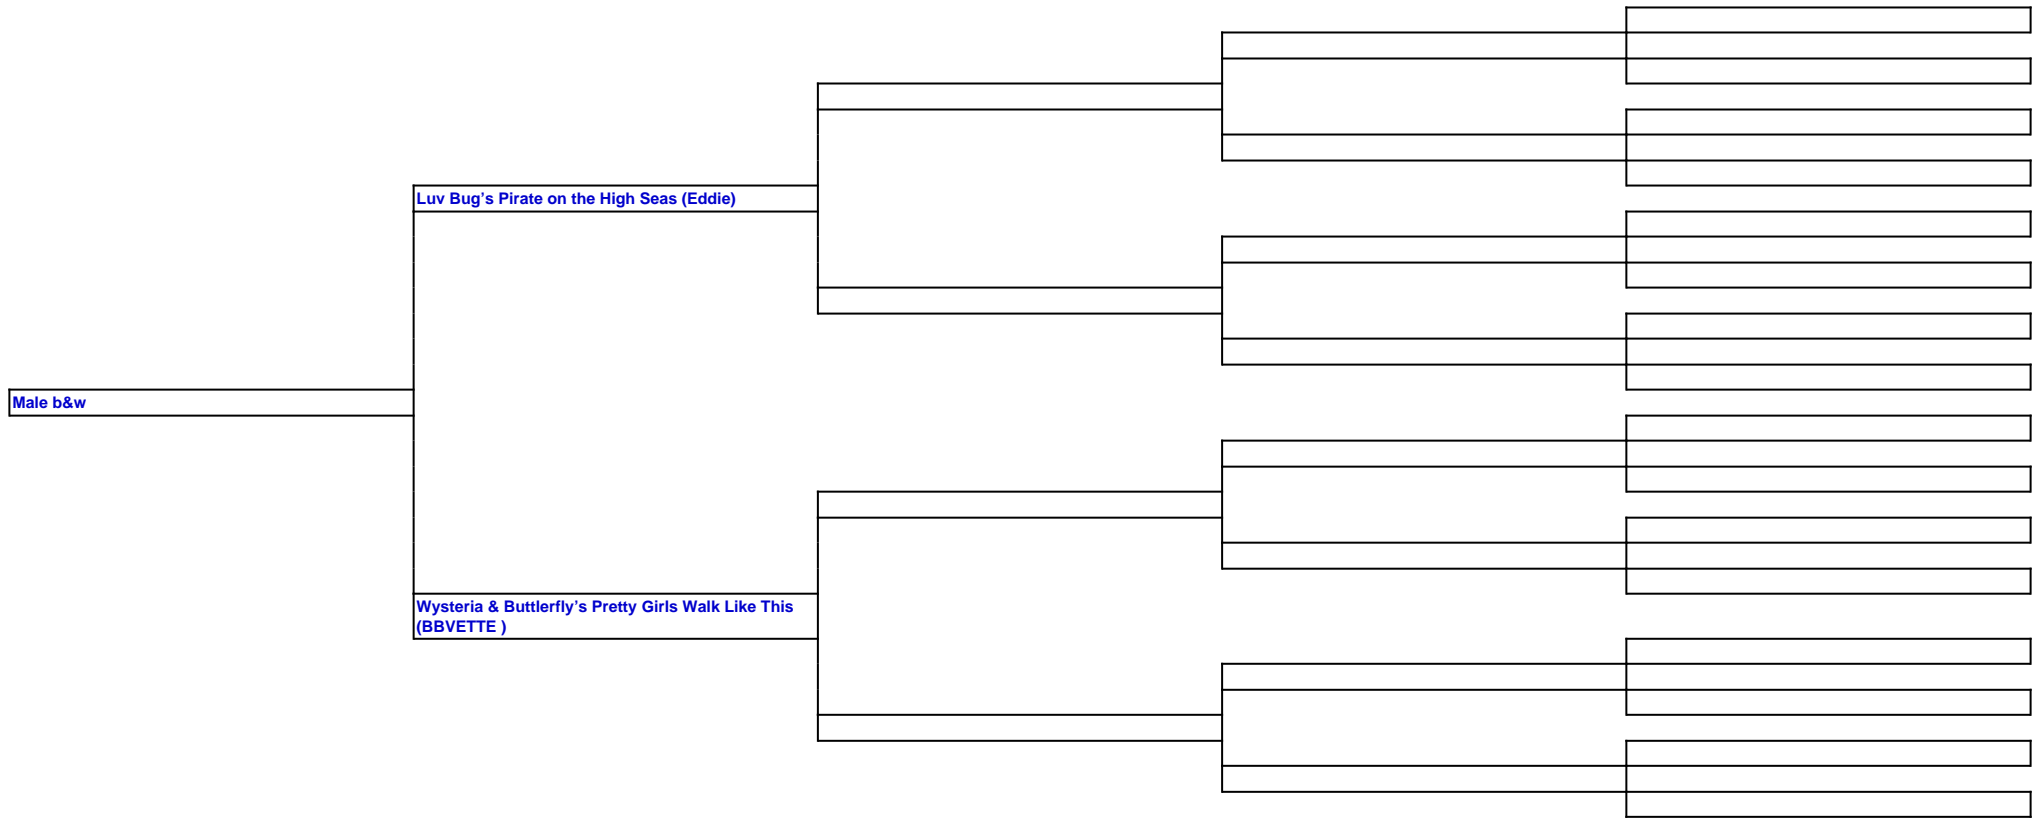 Luv Bug’s Pirate on the High Seas (Eddie)
Male b&w
Wysteria & Buttlerfly’s Pretty Girls Walk Like This
(BBVETTE )